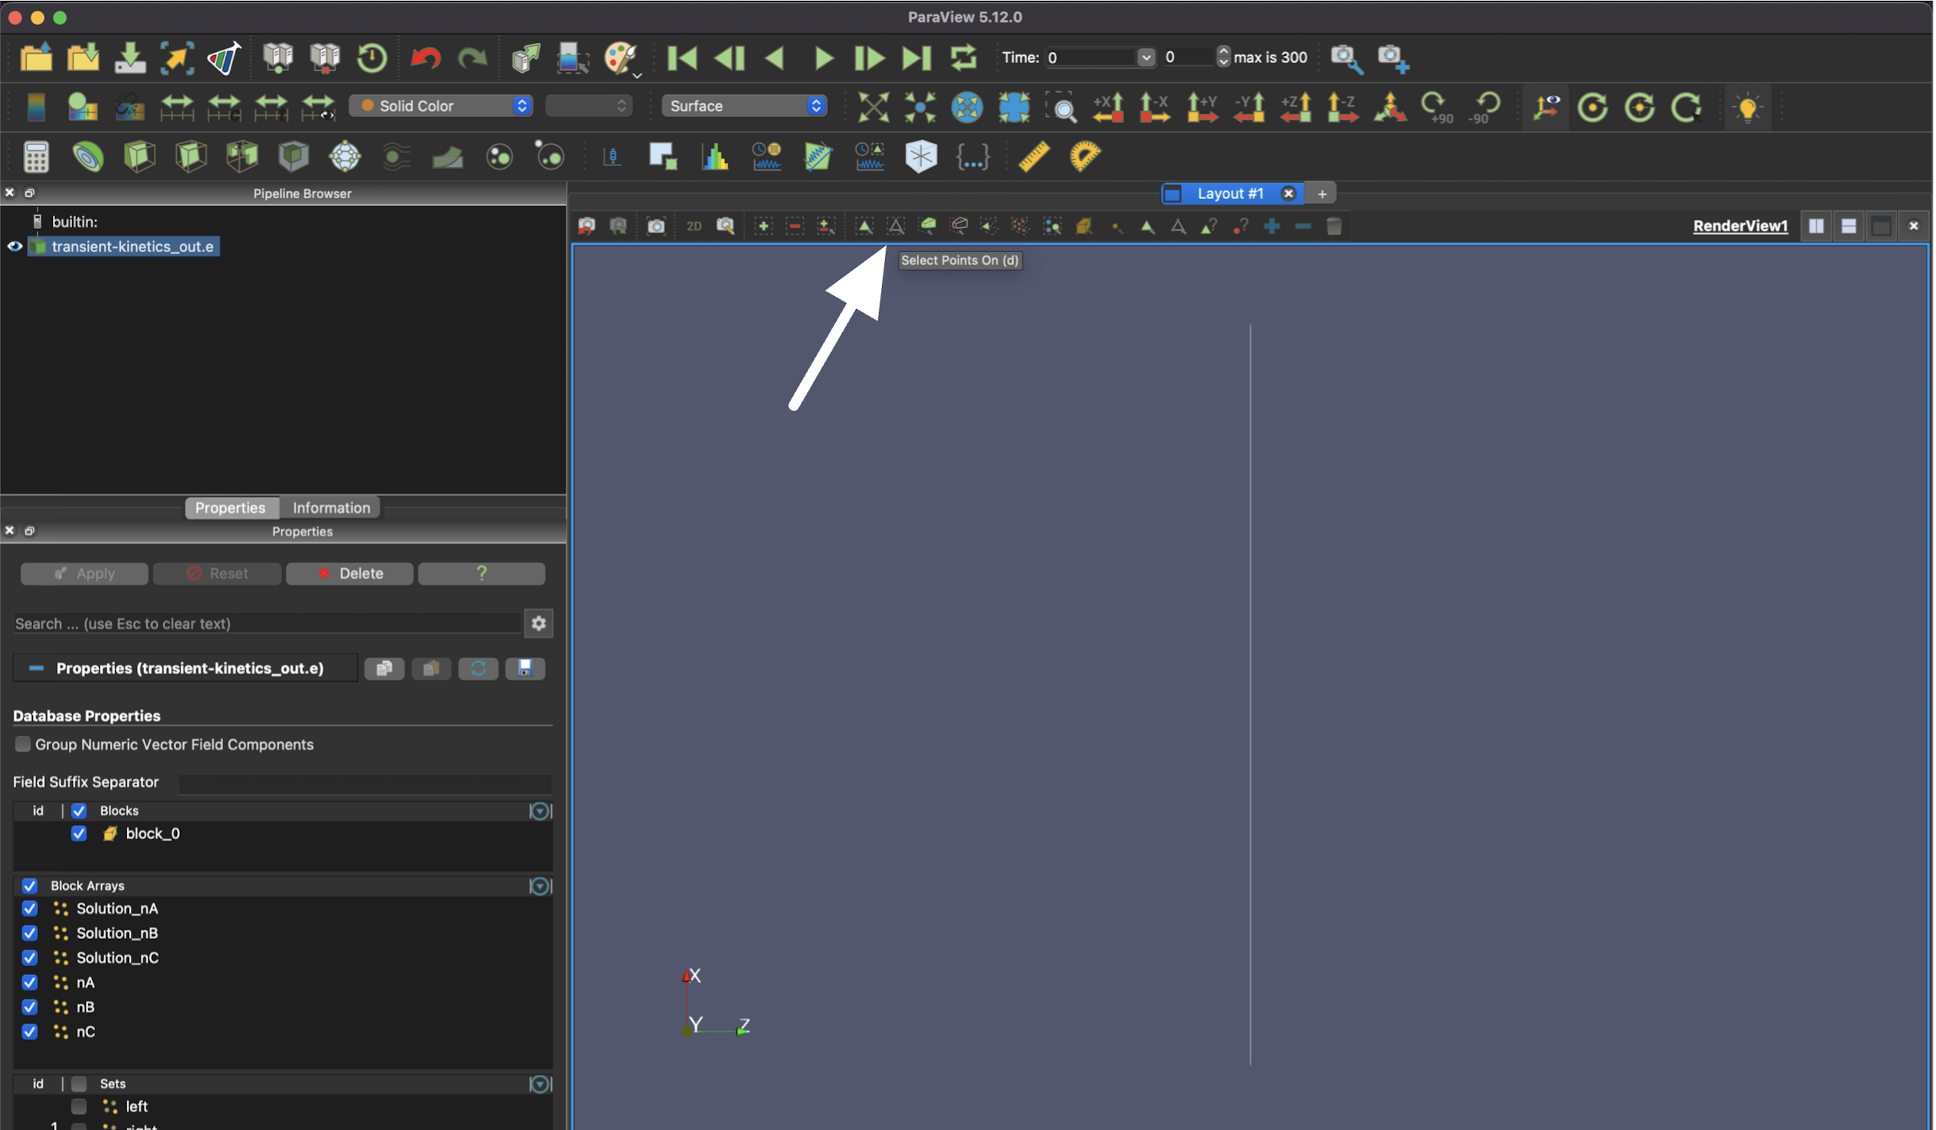 ParaView 5.12.0
Time: 0 0 max is 300
Solid Color Surface +X -X +Y -Y +Z -Z +90 -90
Pipeline Browser
Layout #1 +
builtin:
2D
RenderView1
transient-kinetics_out.e
Select Points On (d)
Properties Information
Properties
Apply Reset Delete ?
Search ... (use Esc to clear text)
Properties (transient-kinetics_out.e)
Database Properties
Group Numeric Vector Field Components
Field Suffix Separator
id Blocks
block_0
Block Arrays
Solution_nA
Solution_nB
Solution_nC
nA
nB
nC
X
Y Z
id Sets
left
1 right